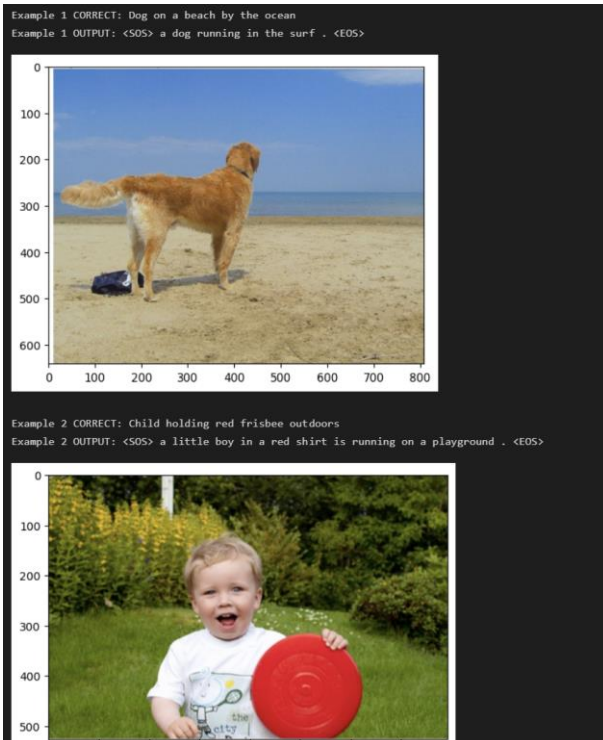 Example 1 CORRECT: Dog on a beach by the ocean
Example 1 OUTPUT: <SOS> a dog running in the surf . <EOS>
0
100
200
300
400
500
600
0 100 200 300 400 500 600 700 800
Example 2 CORRECT: Child holding red frisbee outdoors
Example 2 OUTPUT: <SOS> a little boy in a red shirt is running on a playground . <EOS>
0
100
200
300
400
500
the
city